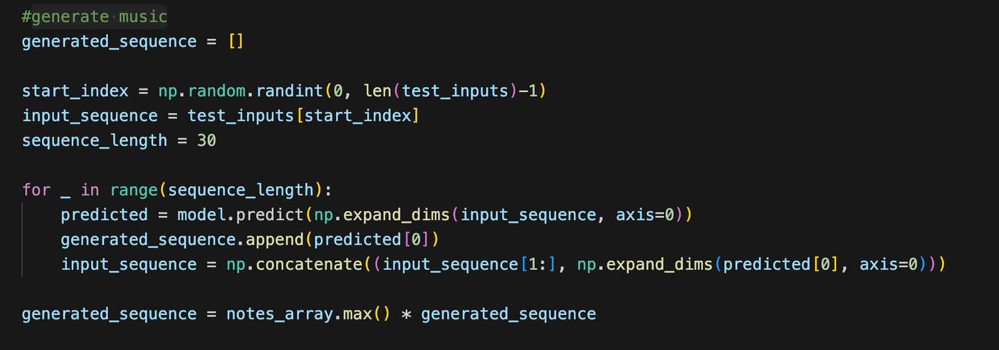 #generate music
generated_sequence = []
start_index = np.random.randint(0, len(test_inputs)-1)
input_sequence = test_inputs[start_index]
sequence_length = 30
for _ in range(sequence_length):
predicted = model.predict(np.expand_dims(input_sequence, axis=0))
generated_sequence.append(predicted[0])
input_sequence = np.concatenate((input_sequence[1:], np.expand_dims(predicted[0], axis=0)))
generated_sequence = notes_array.max() * generated_sequence